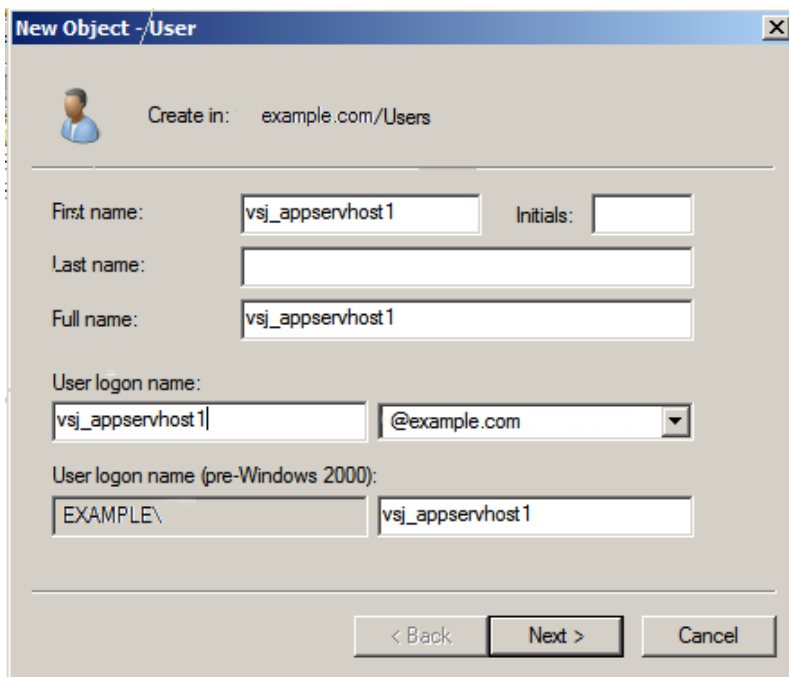 New Object - User
Create in: example.com/Users
First name: vsj_appservhost1 Initials:
Last name:
Full name: vsj_appservhost1
User logon name:
vsj_appservhost1 @example.com
User logon name (pre-Windows 2000):
EXAMPLE\ vsj_appservhost1
< Back Next > Cancel